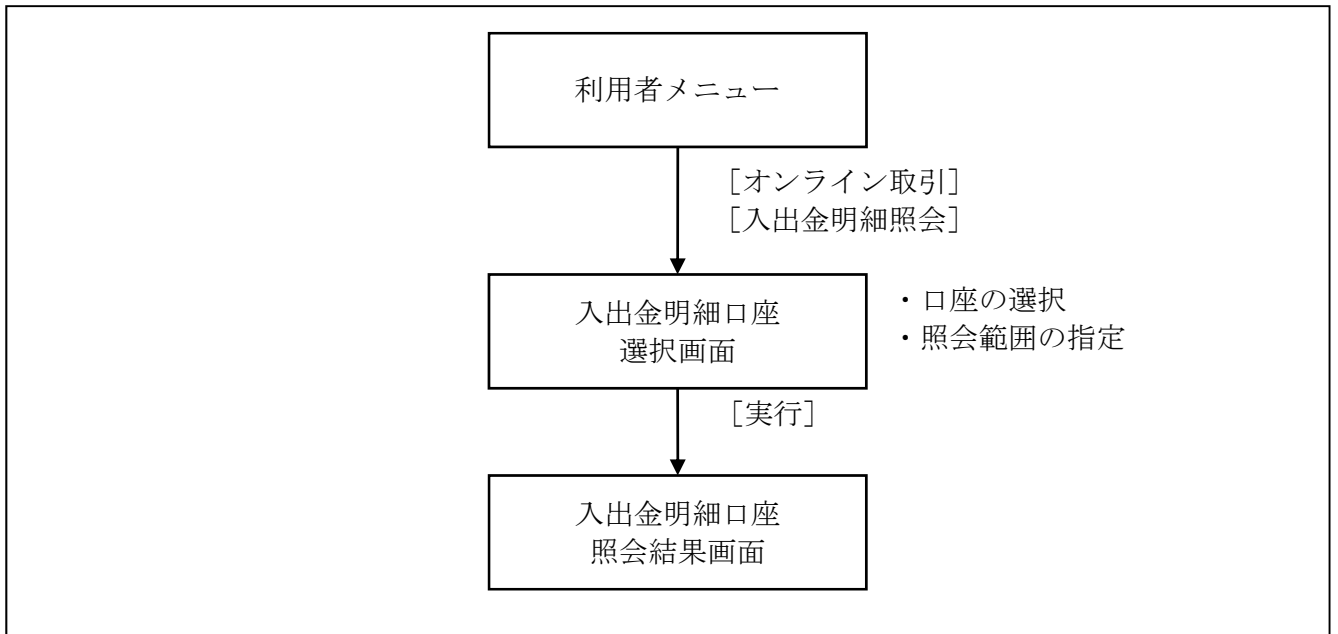 利用者メニュー
［オンライン取引］
［入出金明細照会］
入出金明細口座
選択画面
・口座の選択
・照会範囲の指定
［実行］
入出金明細口座
照会結果画面